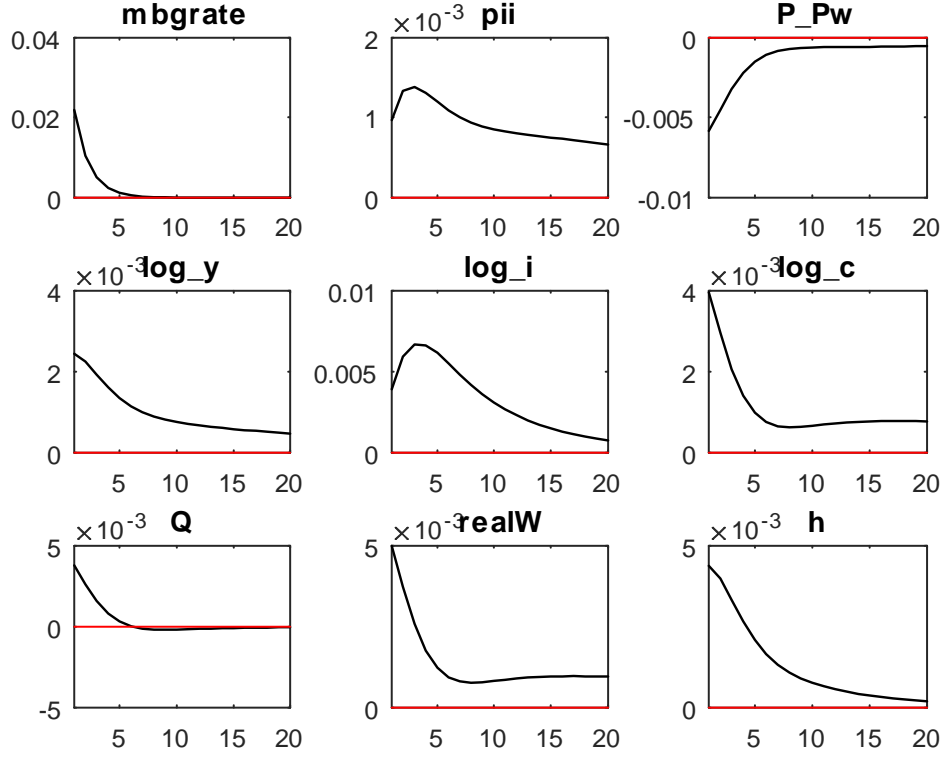 mbgrate
0.04
0.02
0
5 10 15 20
×10-3 pii
2
1
0
5 10 15 20
P_Pw
0
-0.005
-0.01
5 10 15 20
×10-3 log_y
4
2
0
5 10 15 20
log_i
0.01
0.005
0
5 10 15 20
×10-3 log_c
4
2
0
5 10 15 20
×10-3 Q
5
0
-5
5 10 15 20
×10-3 realW
5
0
5 10 15 20
×10-3 h
5
0
5 10 15 20